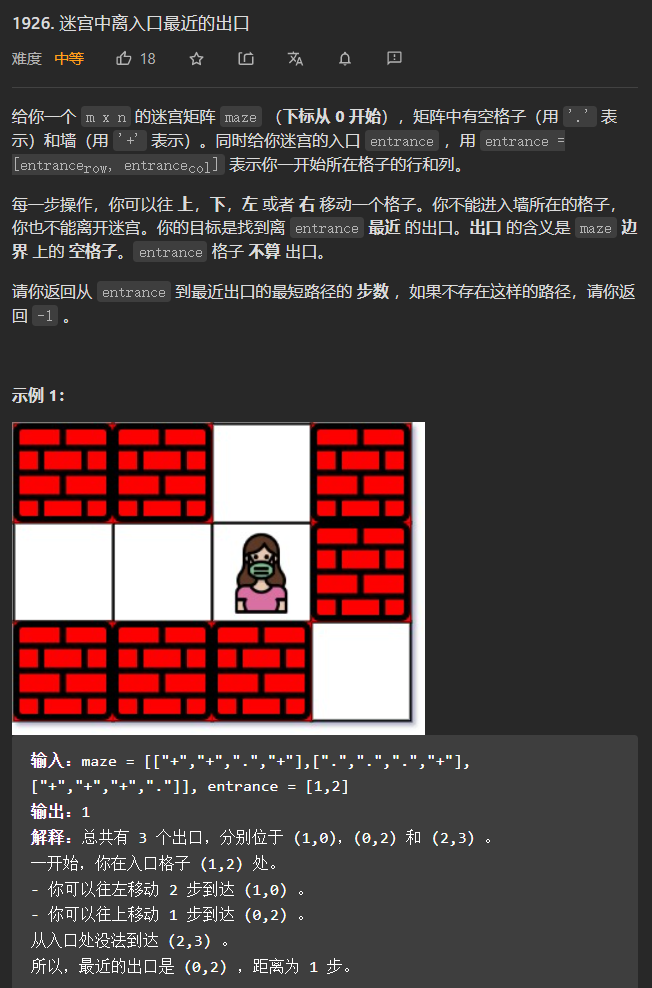 1926. 迷宫中离入口最近的出口
难度 中等 18
给你一个 m x n 的迷宫矩阵 maze （下标从 0 开始），矩阵中有空格子（用 '.' 表
示）和墙（用 '+' 表示）。同时给你迷宫的入口 entrance ，用 entrance =
[entrancerow, entrancecol] 表示你一开始所在格子的行和列。
每一步操作，你可以往 上，下，左 或者 右 移动一个格子。你不能进入墙所在的格子，
你也不能离开迷宫。你的目标是找到离 entrance 最近 的出口。出口 的含义是 maze 边
界 上的 空格子。entrance 格子 不算 出口。
请你返回从 entrance 到最近出口的最短路径的 步数 ，如果不存在这样的路径，请你返
回 -1 。
示例 1：
输入：maze = [["+","+",".","+"],[".",".",".","+"],
["+","+","+","."]], entrance = [1,2]
输出：1
解释：总共有 3 个出口，分别位于 (1,0)，(0,2) 和 (2,3) 。
一开始，你在入口格子 (1,2) 处。
- 你可以往左移动 2 步到达 (1,0) 。
- 你可以往上移动 1 步到达 (0,2) 。
从入口处没法到达 (2,3) 。
所以，最近的出口是 (0,2) ，距离为 1 步。